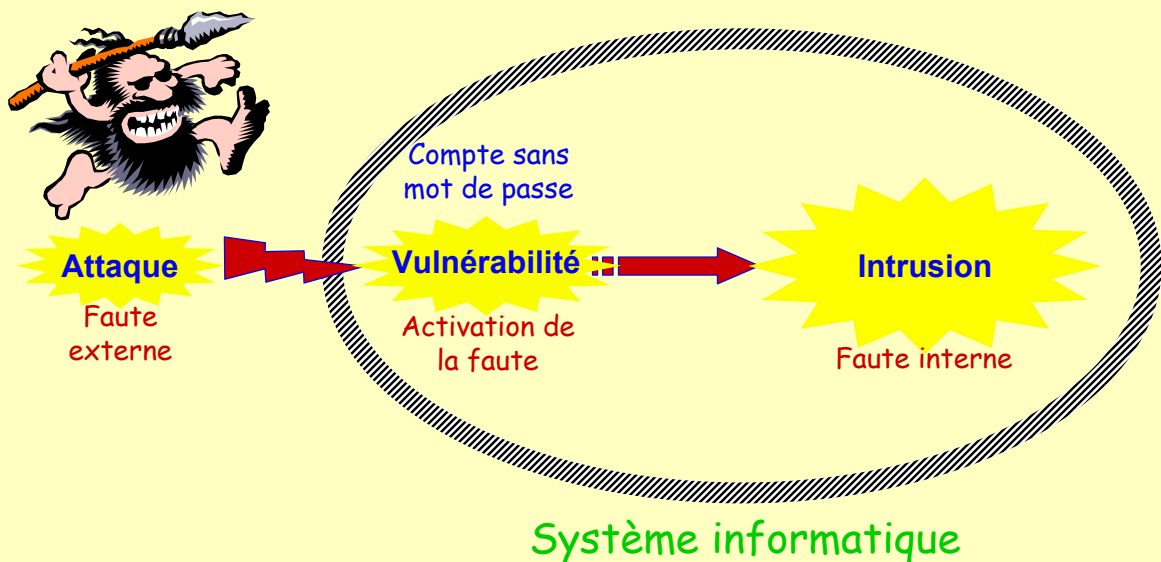 Compte sans
mot de passe
Attaque
Vulnérabilité
Intrusion
Faute
externe
Activation de
la faute
Faute interne
Système informatique